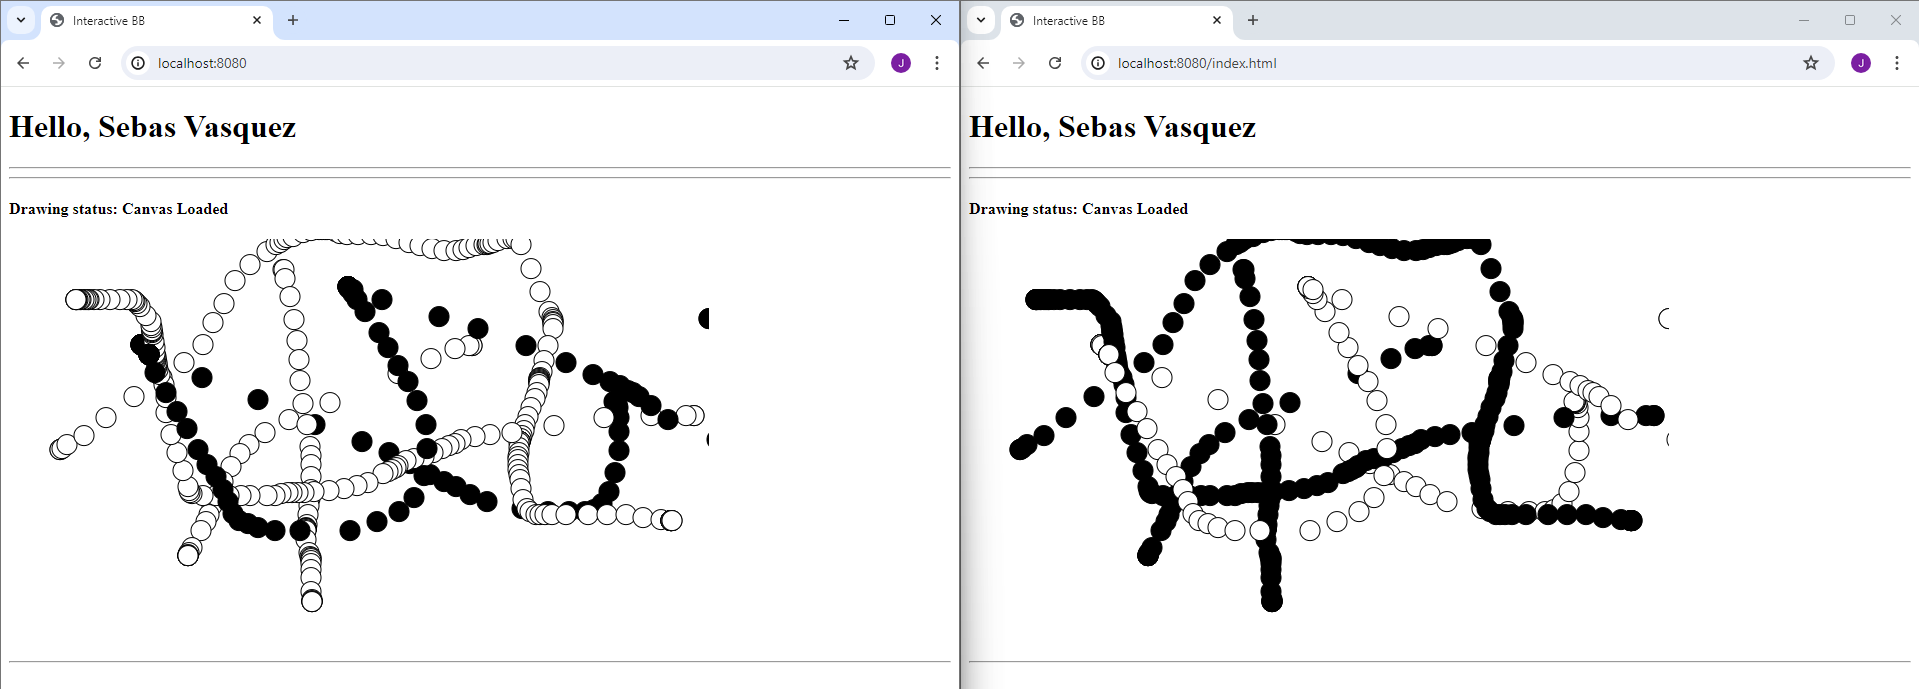 Interactive BB
localhost:8080
J
Hello, Sebas Vasquez
Drawing status: Canvas Loaded
Interactive BB
localhost:8080/index.html
J
Hello, Sebas Vasquez
Drawing status: Canvas Loaded